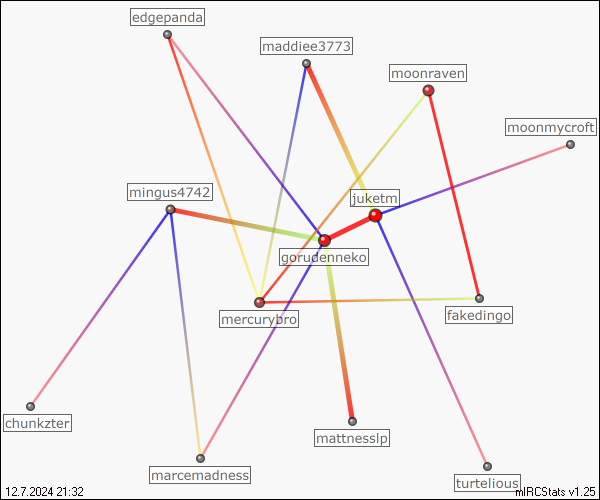 edgepanda
maddiee3773
moonraven
moonmycroft
mingus4742
juketm
gorudenneko
mercurybro
fakedingo
chunkzter
mattnesslp
marcemadness
turtelious
12.7.2024 21:32
mIRCStats v1.25